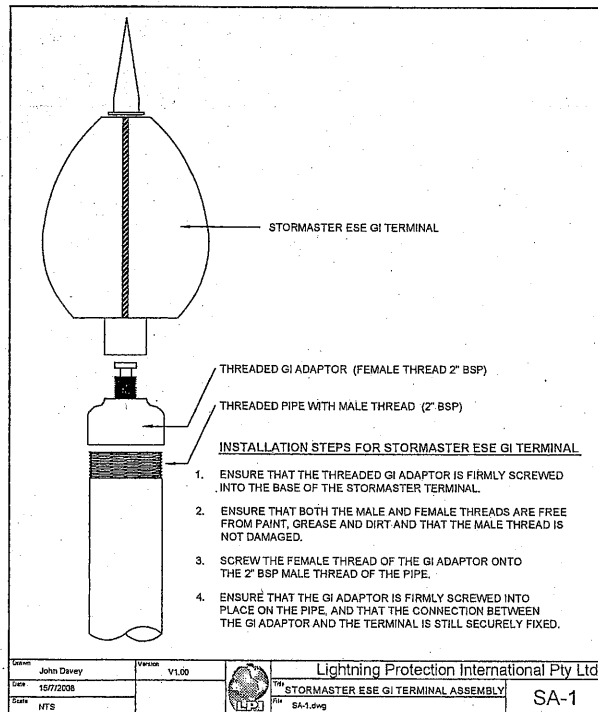 STORMASTER ESE GI TERMINAL
THREADED GI ADAPTOR (FEMALE THREAD 2" BSP)
THREADED PIPE WITH MALE THREAD (2" BSP)
INSTALLATION STEPS FOR STORMASTER ESE GI TERMINAL
1. ENSURE THAT THE THREADED GI ADAPTOR IS FIRMLY SCREWED
INTO THE BASE OF THE STORMASTER TERMINAL.
2. ENSURE THAT BOTH THE MALE AND FEMALE THREADS ARE FREE
FROM PAINT, GREASE AND DIRT AND THAT THE MALE THREAD IS
NOT DAMAGED.
3. SCREW THE FEMALE THREAD OF THE GI ADAPTOR ONTO
THE 2" BSP MALE THREAD OF THE PIPE.
4. ENSURE THAT THE GI ADAPTOR IS FIRMLY SCREWED INTO
PLACE ON THE PIPE, AND THAT THE CONNECTION BETWEEN
THE GI ADAPTOR AND THE TERMINAL IS STILL SECURELY FIXED.
Drawn John Davey
Version V1.00
Date 15/7/2008
Scale NTS
LPI
Lightning Protection International Pty Ltd
Title STORMASTER ESE GI TERMINAL ASSEMBLY
File SA-1.dwg
SA-1